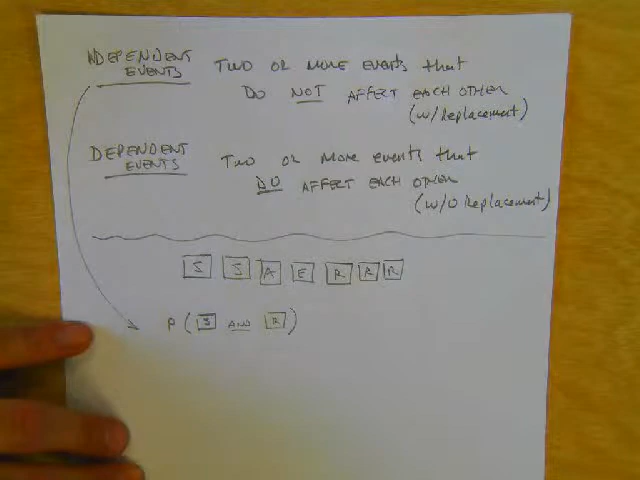 INDEPENDENT EVENTS TWO OR MORE EVENTS that
DO NOT AFFECT EACH OTHER
(w/Replacement)
DEPENDENT EVENTS TWO OR MORE EVENTS that
DO AFFECT EACH OTHER
(w/o Replacement)
S S A E R R R
P (S AND R)